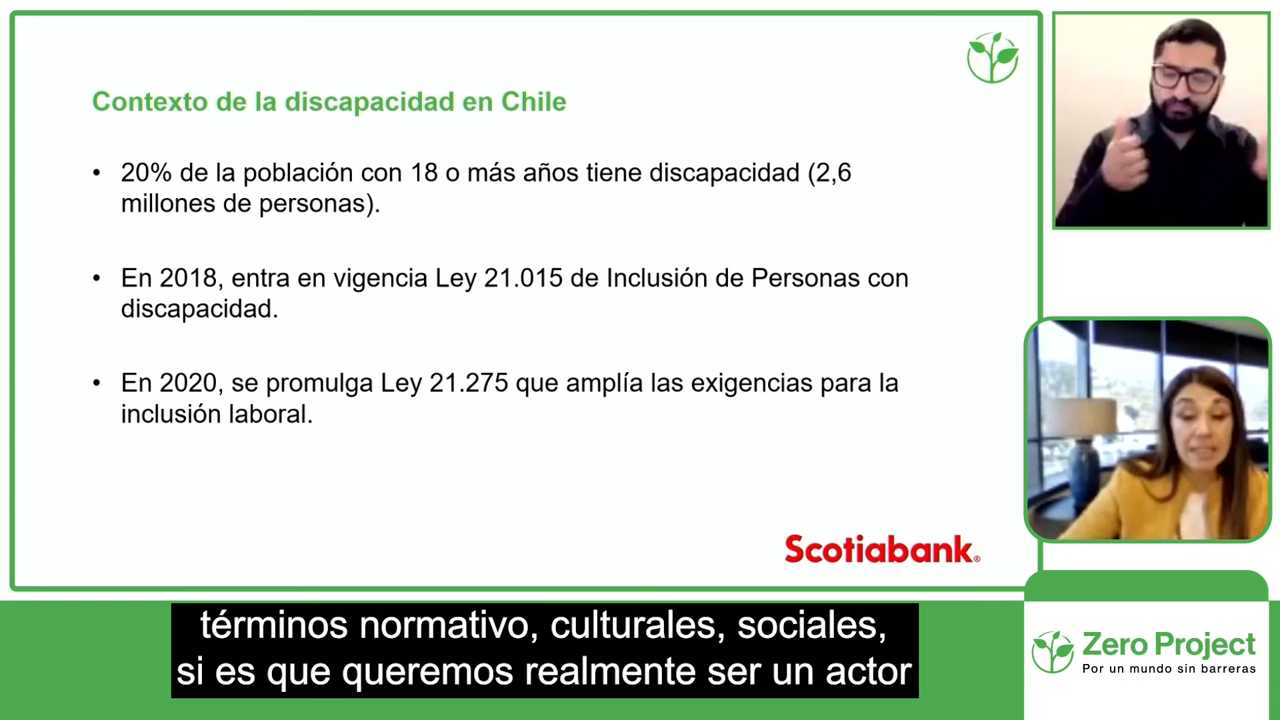 Contexto de la discapacidad en Chile
• 20% de la población con 18 o más años tiene discapacidad (2,6
millones de personas).
• En 2018, entra en vigencia Ley 21.015 de Inclusión de Personas con
discapacidad.
• En 2020, se promulga Ley 21.275 que amplía las exigencias para la
inclusión laboral.
Scotiabank®
términos normativo, culturales, sociales,
si es que queremos realmente ser un actor
Zero Project
Por un mundo sin barreras